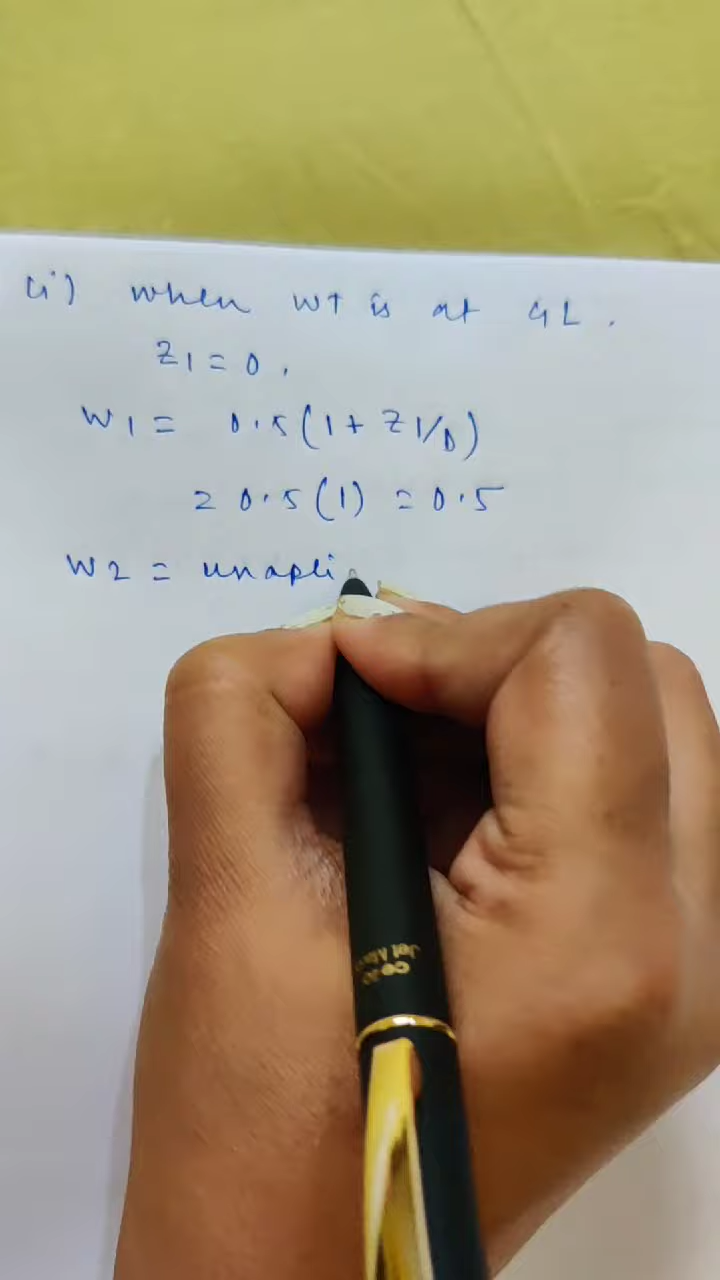 (ii) when WT is at GL.
Z1 = 0,
W1 = 0.5(1 + Z1/D)
= 0.5(1) = 0.5
W2 = unapli